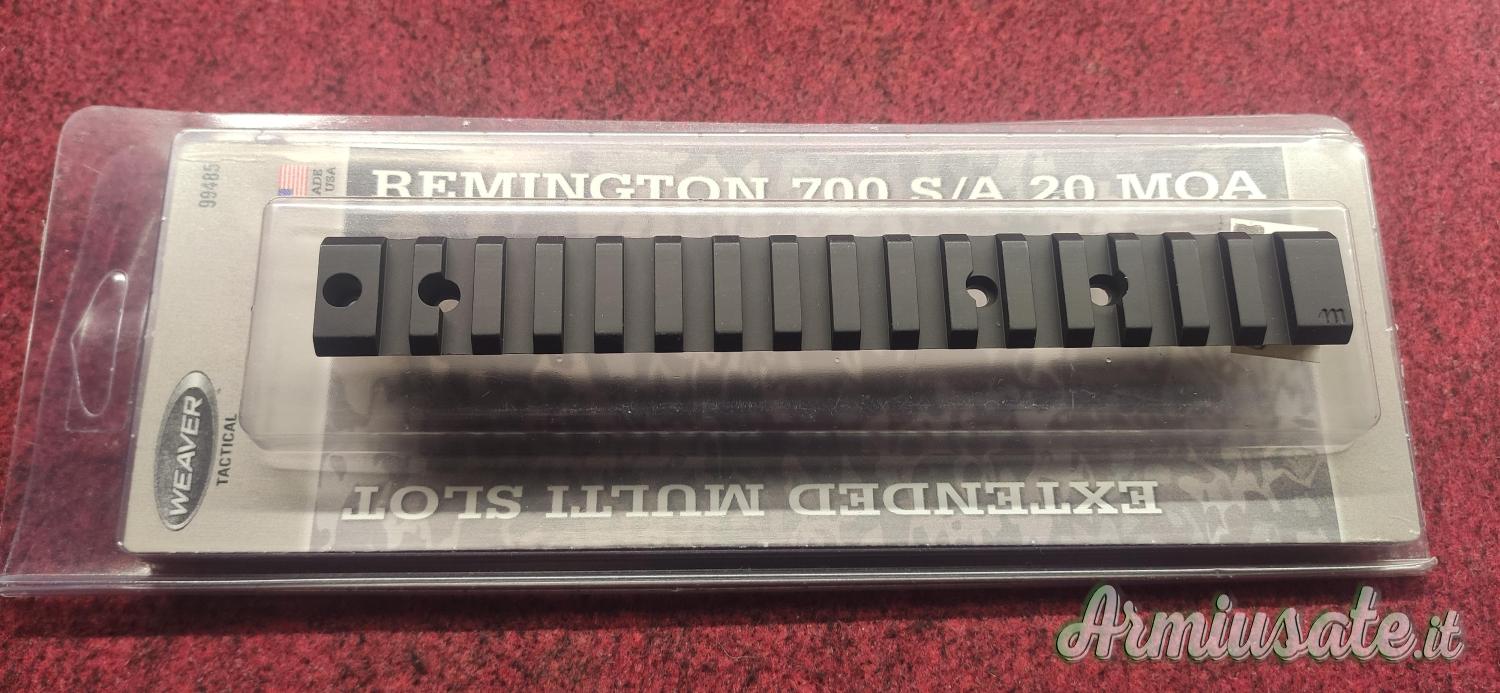 99485
ADE
USA
REMINGTON 700 S/A 20 MOA
WEAVER
TACTICAL
EXTENDED MULTI SLOT
m
Armiusate.it